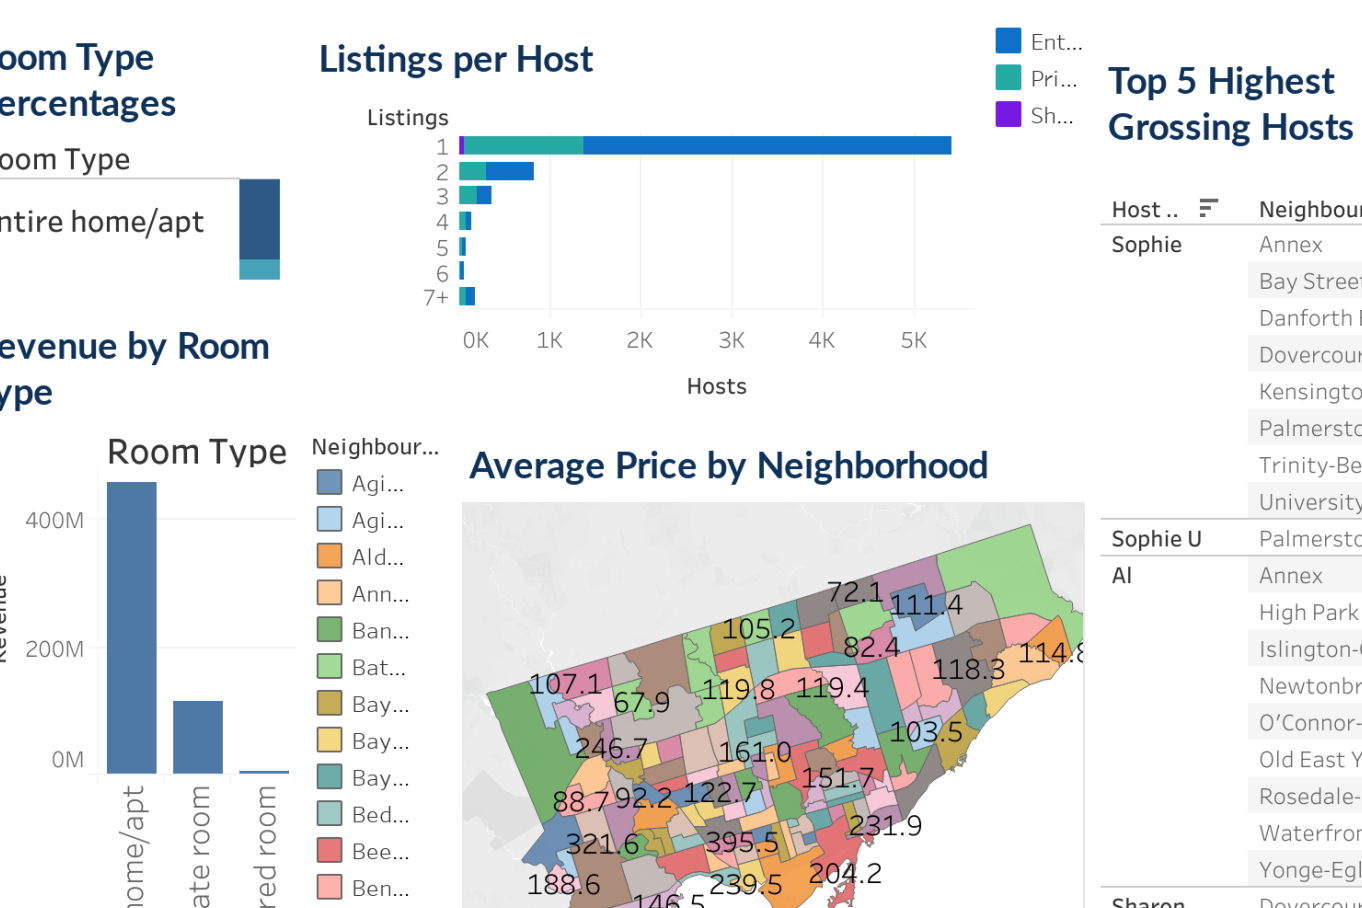 oom Type
ercentages
oom Type
ntire home/apt
Listings per Host
Listings
1
2
3
4
5
6
7+
0K 1K 2K 3K 4K 5K
Hosts
Ent...
Pri...
Sh...
Top 5 Highest
Grossing Hosts
Host .. Neighbour
Sophie Annex
Bay Street
Danforth
Dovercour
Kensingto
Palmersto
Trinity-Be
University
Sophie U Palmersto
Al Annex
High Park
Islington-
Newtonbr
O'Connor-
Old East Y
Rosedale-
Waterfron
Yonge-Egl
Sharon Dovercour
evenue by Room
ype
Room Type
Revenue
400M
200M
0M
home/apt
ate room
red room
Neighbour...
Agi...
Agi...
Ald...
Ann...
Ban...
Bat...
Bay...
Bay...
Bay...
Bed...
Bee...
Ben...
Average Price by Neighborhood
72.1
111.4
105.2
82.4
114.8
118.3
107.1
67.9
119.8
119.4
103.5
246.7
161.0
151.7
88.7
92.2
122.7
231.9
321.6
395.5
188.6
239.5
204.2
146.5